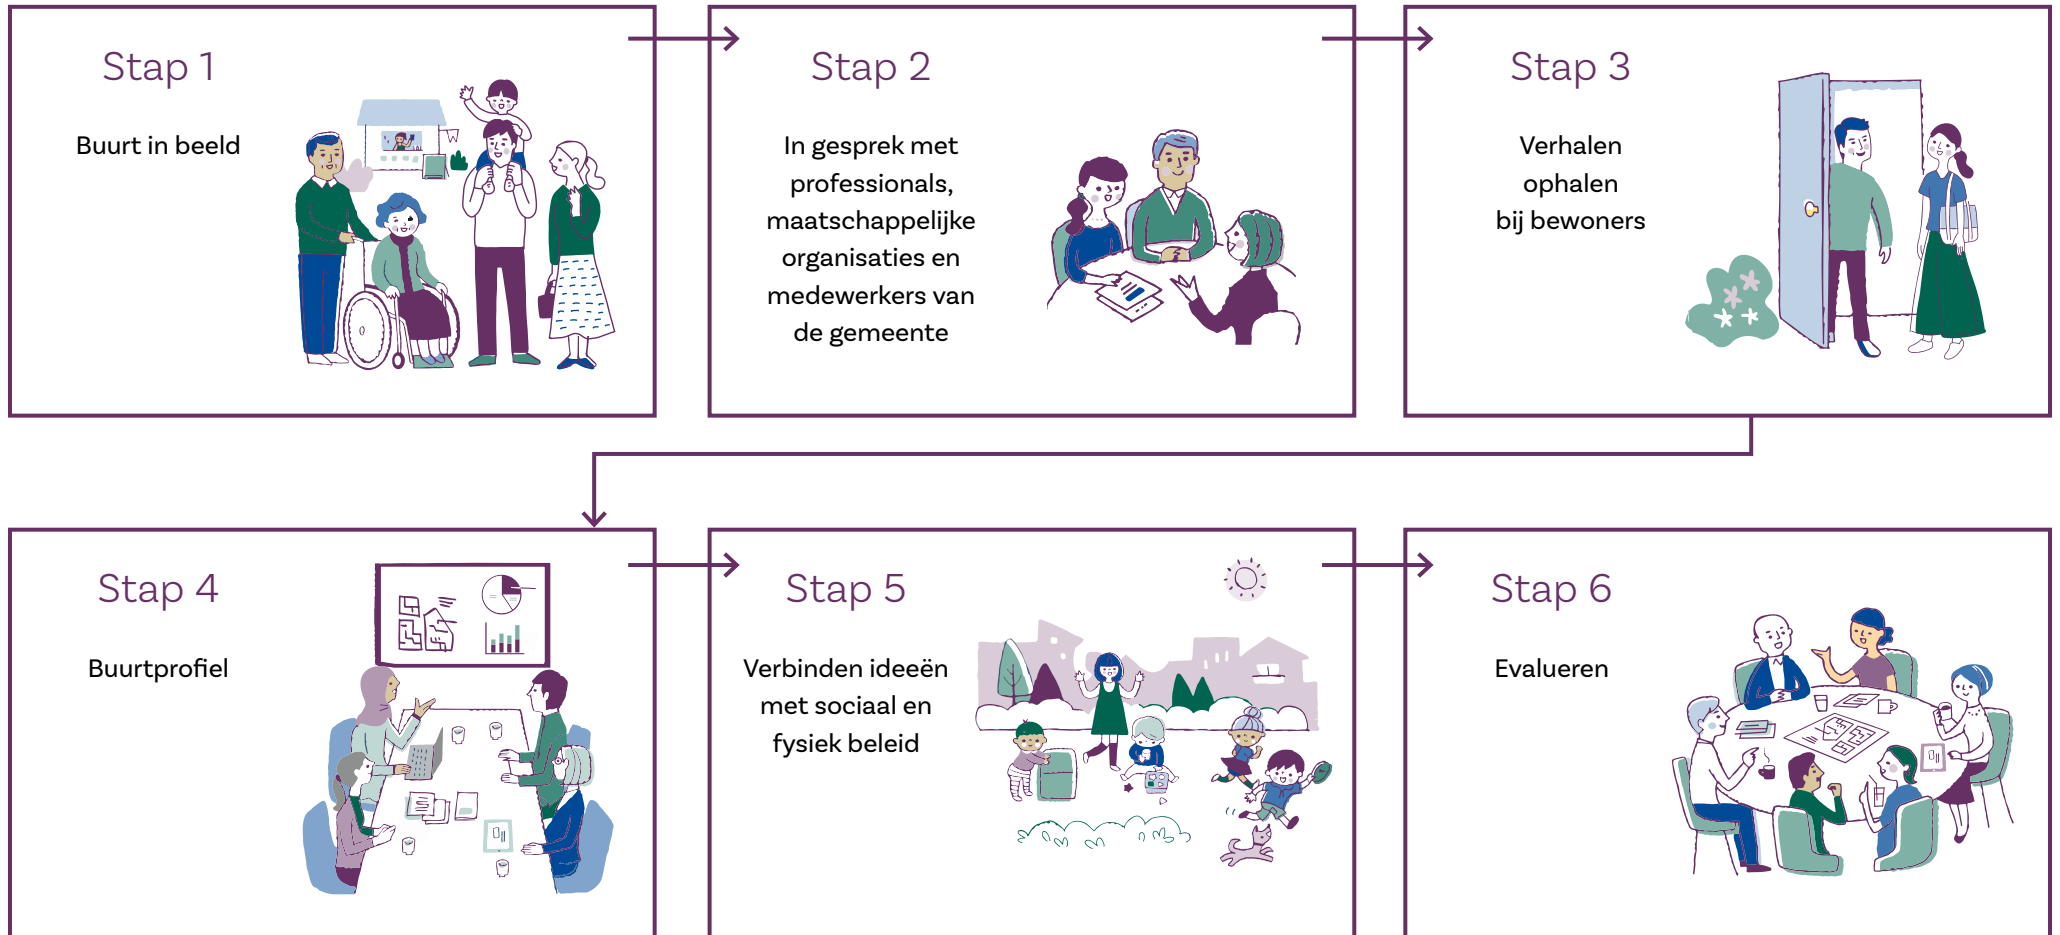 Stap 1
Buurt in beeld
Stap 2
In gesprek met
professionals,
maatschappelijke
organisaties en
medewerkers van
de gemeente
Stap 3
Verhalen
ophalen
bij bewoners
Stap 4
Buurtprofiel
Stap 5
Verbinden ideeën
met sociaal en
fysiek beleid
Stap 6
Evalueren